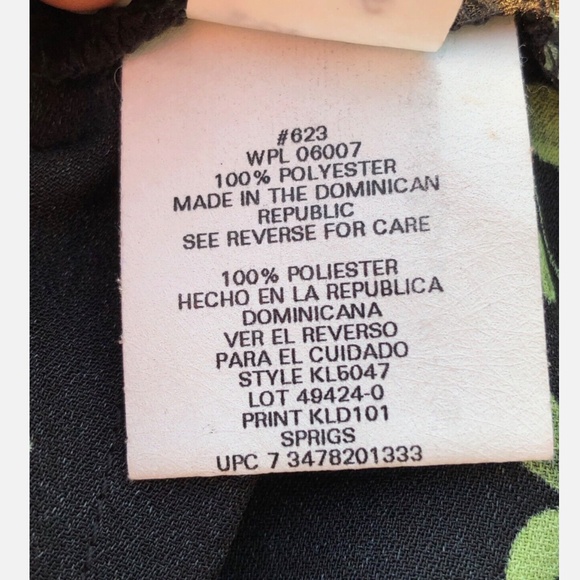 #623
WPL 06007
100% POLYESTER
MADE IN THE DOMINICAN
REPUBLIC
SEE REVERSE FOR CARE
100% POLIESTER
HECHO EN LA REPUBLICA
DOMINICANA
VER EL REVERSO
PARA EL CUIDADO
STYLE KL5047
LOT 49424-0
PRINT KLD101
SPRIGS
UPC 7 3478201333